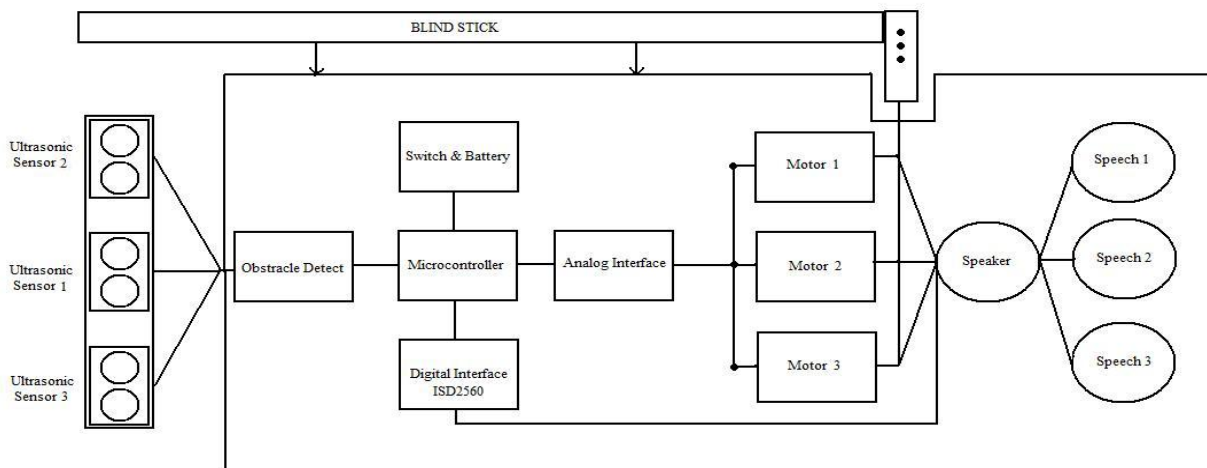 BLIND STICK
Ultrasonic
Sensor 2
Ultrasonic
Sensor 1
Ultrasonic
Sensor 3
Obstracle Detect
Switch & Battery
Microcontroller
Digital Interface
ISD2560
Analog Interface
Motor 1
Motor 2
Motor 3
Speaker
Speech 1
Speech 2
Speech 3